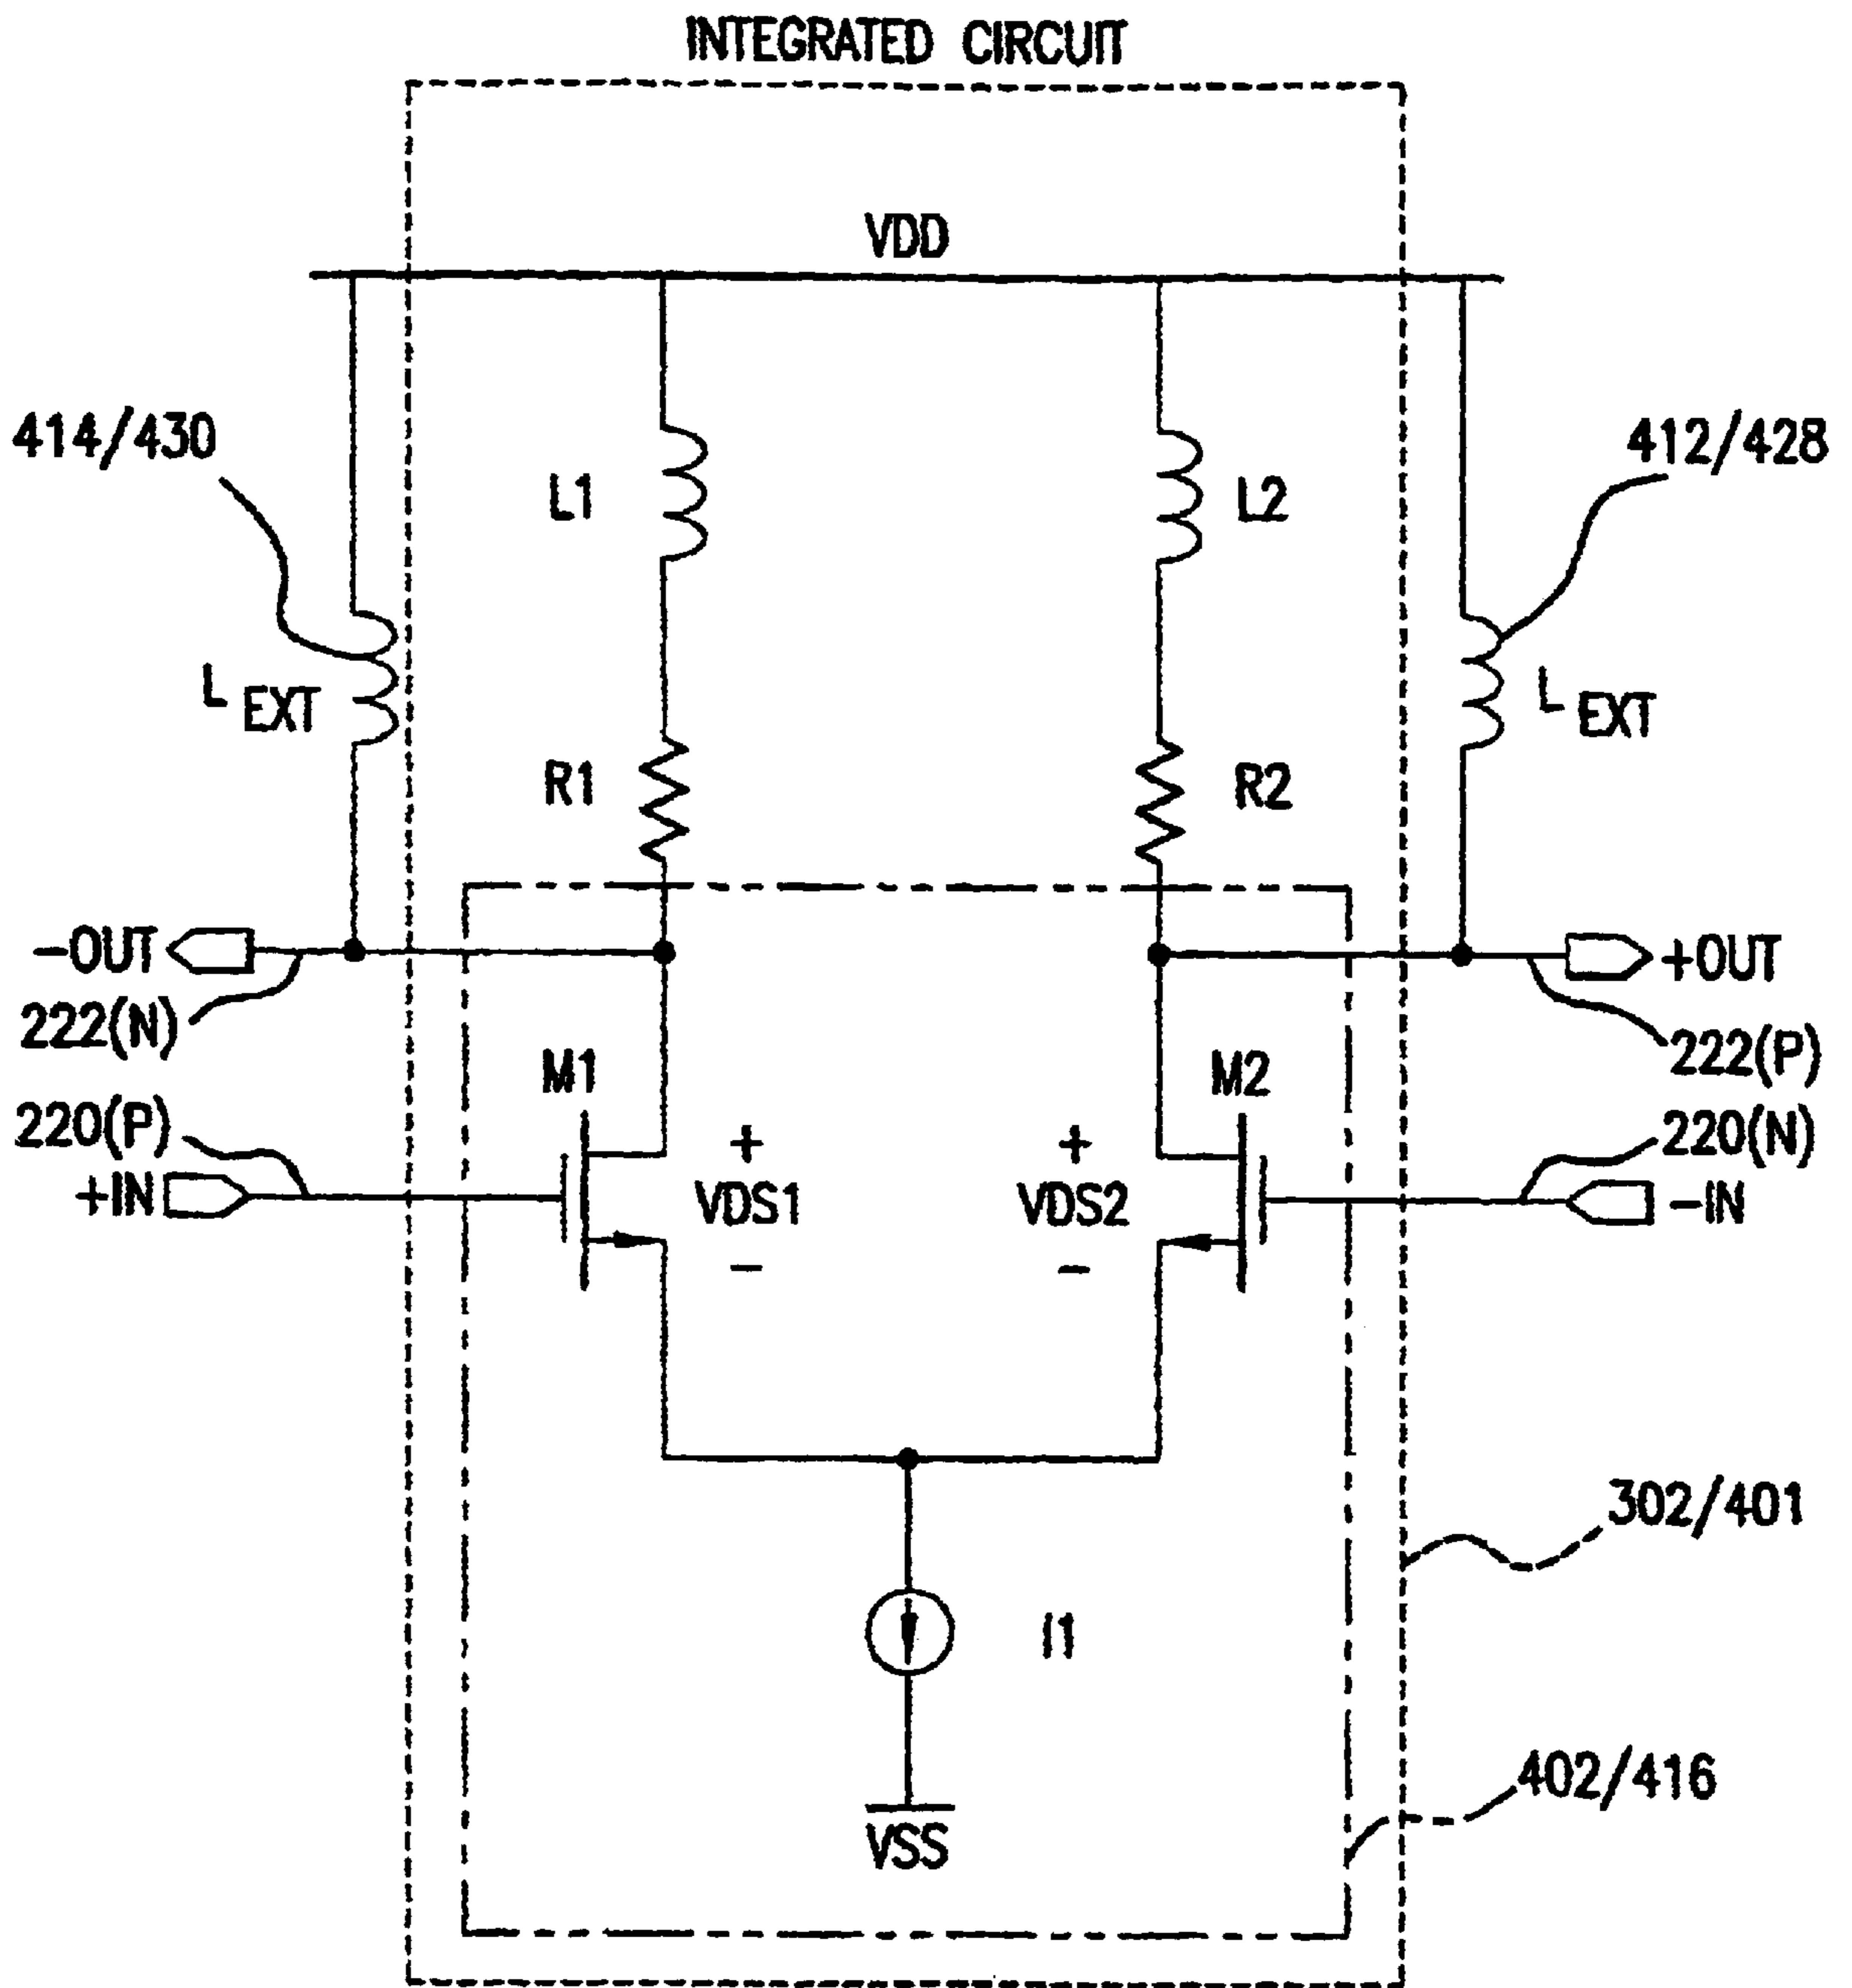 INTEGRATED CIRCUIT
VDD
414/430
412/428
L1
L2
L EXT
L EXT
R1
R2
-OUT
+OUT
222(N)
222(P)
M1
M2
220(P)
220(N)
+
+
+IN
VDS1
VDS2
-IN
-
-
302/401
I1
402/416
VSS